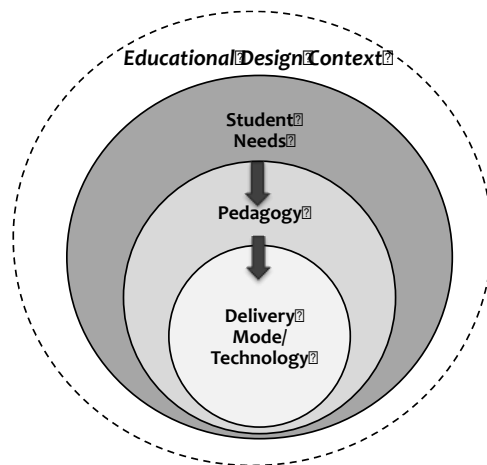 Educational Design Context
Student
Needs
Pedagogy
Delivery
Mode/
Technology